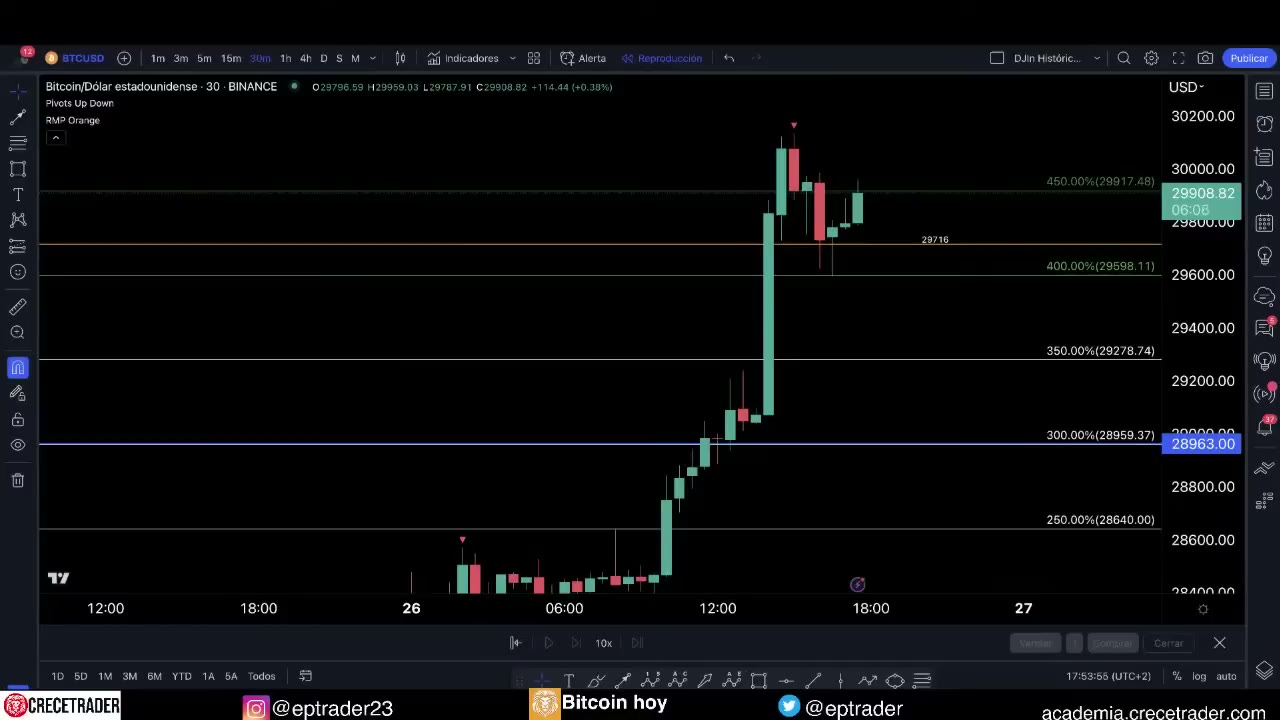 12
BTCUSD 1m 3m 5m 15m 30m 1h 4h D S M Indicadores Alerta Reproducción DJIn Históric... Publicar
Bitcoin/Dólar estadounidense · 30 · BINANCE O29796.59 H29959.03 L29787.91 C29908.82 +114.44 (+0.38%)
USD
Pivots Up Down
RMP Orange
30200.00
30000.00
450.00%(29917.48)
29908.82
06:06
29800.00
29716
400.00%(29598.11)
29600.00
29400.00
350.00%(29278.74)
29200.00
300.00%(28959.37)
28963.00
28800.00
250.00%(28640.00)
28600.00
28400.00
12:00 18:00 26 06:00 12:00 18:00 27
10x Vender 1 Comprar Cerrar
1D 5D 1M 3M 6M YTD 1A 5A Todos
17:53:55 (UTC+2) % log auto
5
37
CRECETRADER @eptrader23 Bitcoin hoy @eptrader academia.crecetrader.com